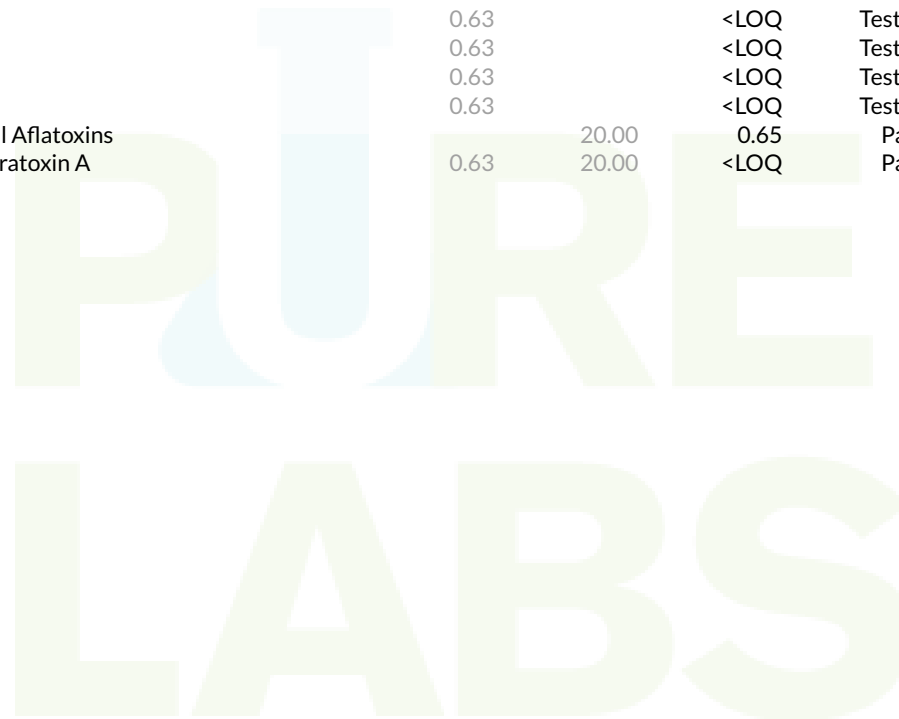 0.63 <LOQ Test
0.63 <LOQ Test
0.63 <LOQ Test
0.63 <LOQ Test
l Aflatoxins 20.00 0.65 Pa
ratoxin A 0.63 20.00 <LOQ Pa
PURE
LABS